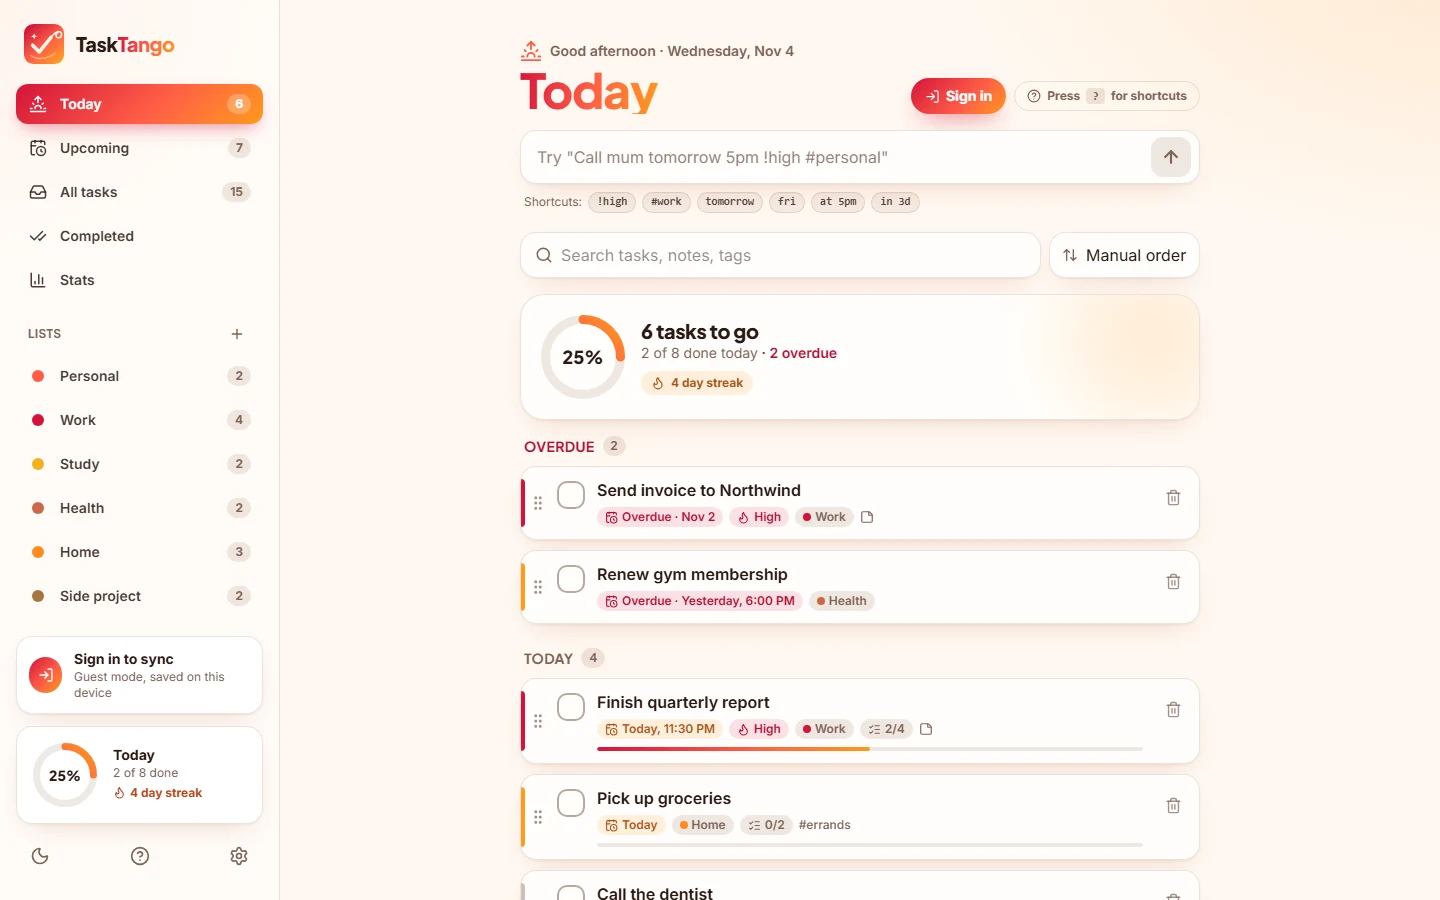 TaskTango
Today 6
Upcoming 7
All tasks 15
Completed
Stats
LISTS
Personal 2
Work 4
Study 2
Health 2
Home 3
Side project 2
Sign in to sync
Guest mode, saved on this
device
25%
Today
2 of 8 done
4 day streak
Good afternoon · Wednesday, Nov 4
Today
Sign in
Press ? for shortcuts
Try "Call mum tomorrow 5pm !high #personal"
Shortcuts: !high #work tomorrow fri at 5pm in 3d
Search tasks, notes, tags
Manual order
25%
6 tasks to go
2 of 8 done today · 2 overdue
4 day streak
OVERDUE 2
Send invoice to Northwind
Overdue · Nov 2 High Work
Renew gym membership
Overdue · Yesterday, 6:00 PM Health
TODAY 4
Finish quarterly report
Today, 11:30 PM High Work 2/4
Pick up groceries
Today Home 0/2 #errands
Call the dentist